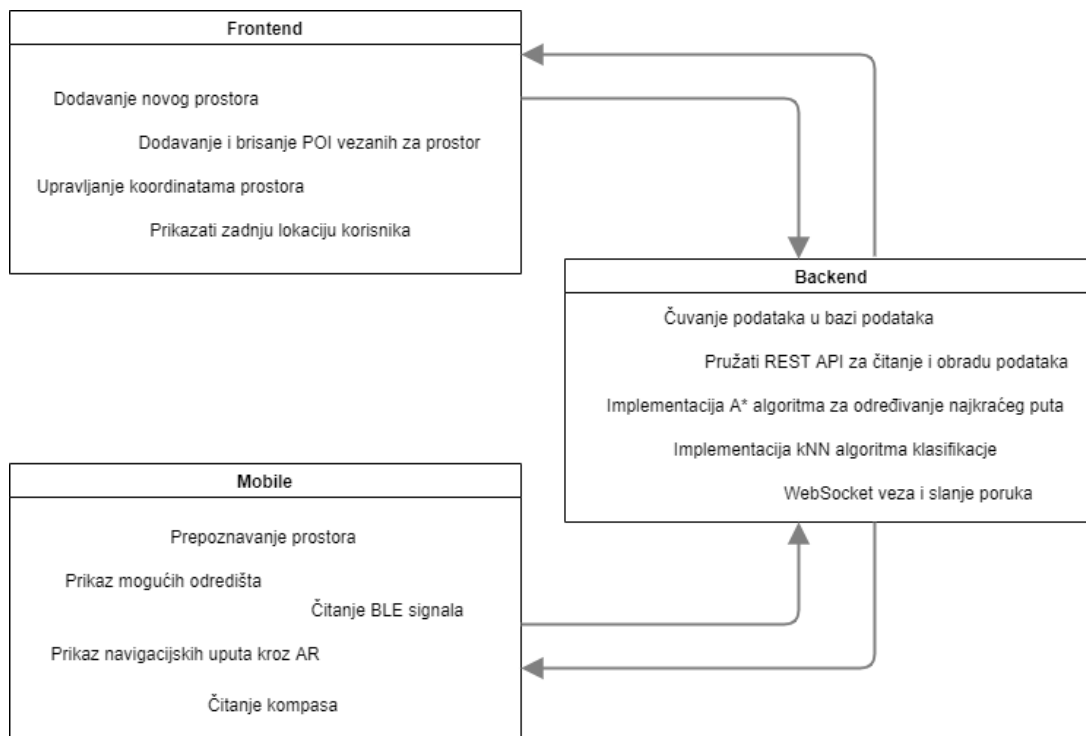 Frontend
Dodavanje novog prostora
Dodavanje i brisanje POI vezanih za prostor
Upravljanje koordinatama prostora
Prikazati zadnju lokaciju korisnika
Backend
Čuvanje podataka u bazi podataka
Pružati REST API za čitanje i obradu podataka
Implementacija A* algoritma za određivanje najkraćeg puta
Implementacija kNN algoritma klasifikacje
WebSocket veza i slanje poruka
Mobile
Prepoznavanje prostora
Prikaz mogućih odredišta
Čitanje BLE signala
Prikaz navigacijskih uputa kroz AR
Čitanje kompasa